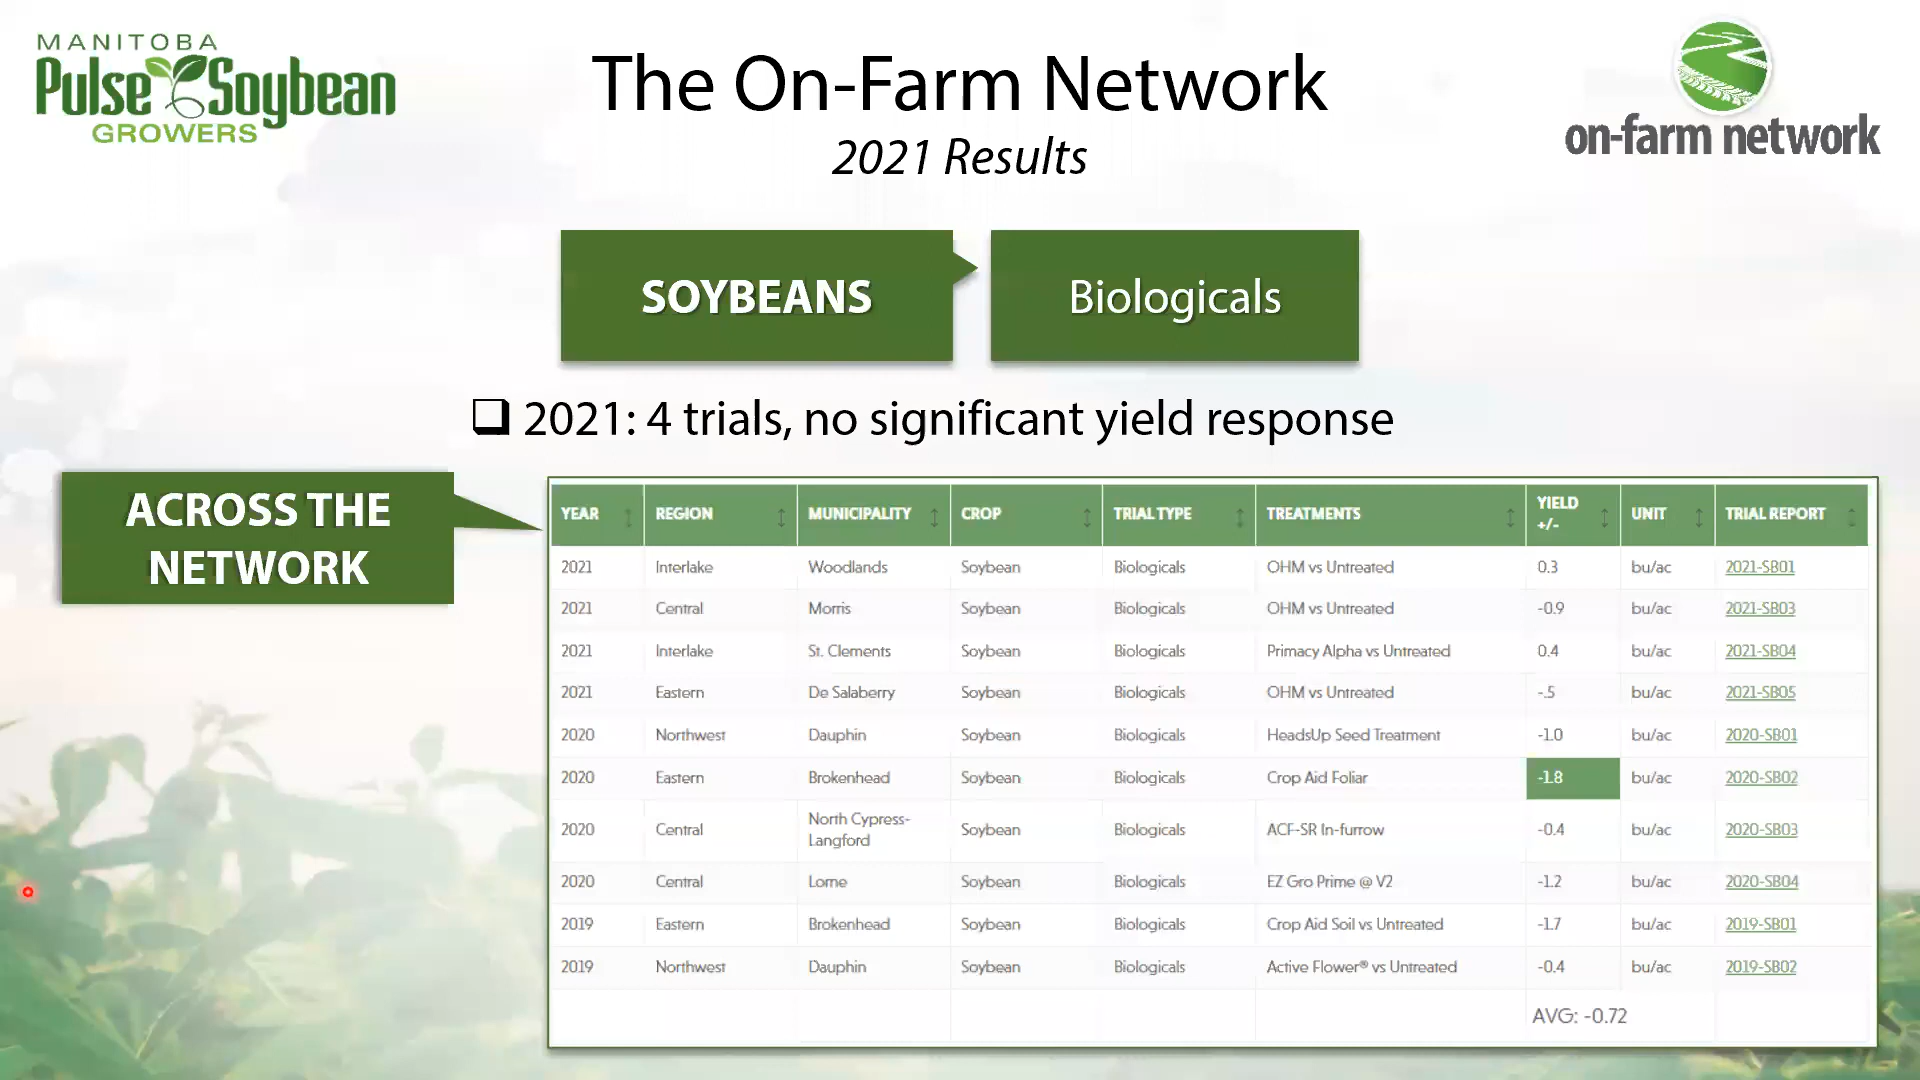 MANITOBA
Pulse Soybean
GROWERS
The On-Farm Network
2021 Results
on-farm network
SOYBEANS
Biologicals
2021: 4 trials, no significant yield response
ACROSS THE
NETWORK
YEAR REGION MUNICIPALITY CROP TRIAL TYPE TREATMENTS YIELD +/- UNIT TRIAL REPORT
2021 Interlake Woodlands Soybean Biologicals OHM vs Untreated 0.3 bu/ac 2021-SB01
2021 Central Morris Soybean Biologicals OHM vs Untreated -0.9 bu/ac 2021-SB03
2021 Interlake St. Clements Soybean Biologicals Primacy Alpha vs Untreated 0.4 bu/ac 2021-SB04
2021 Eastern De Salaberry Soybean Biologicals OHM vs Untreated -.5 bu/ac 2021-SB05
2020 Northwest Dauphin Soybean Biologicals HeadsUp Seed Treatment -1.0 bu/ac 2020-SB01
2020 Eastern Brokenhead Soybean Biologicals Crop Aid Foliar -1.8 bu/ac 2020-SB02
2020 Central North Cypress-Langford Soybean Biologicals ACF-SR In-furrow -0.4 bu/ac 2020-SB03
2020 Central Lorne Soybean Biologicals EZ Gro Prime @ V2 -1.2 bu/ac 2020-SB04
2019 Eastern Brokenhead Soybean Biologicals Crop Aid Soil vs Untreated -1.7 bu/ac 2019-SB01
2019 Northwest Dauphin Soybean Biologicals Active Flower® vs Untreated -0.4 bu/ac 2019-SB02
AVG: -0.72